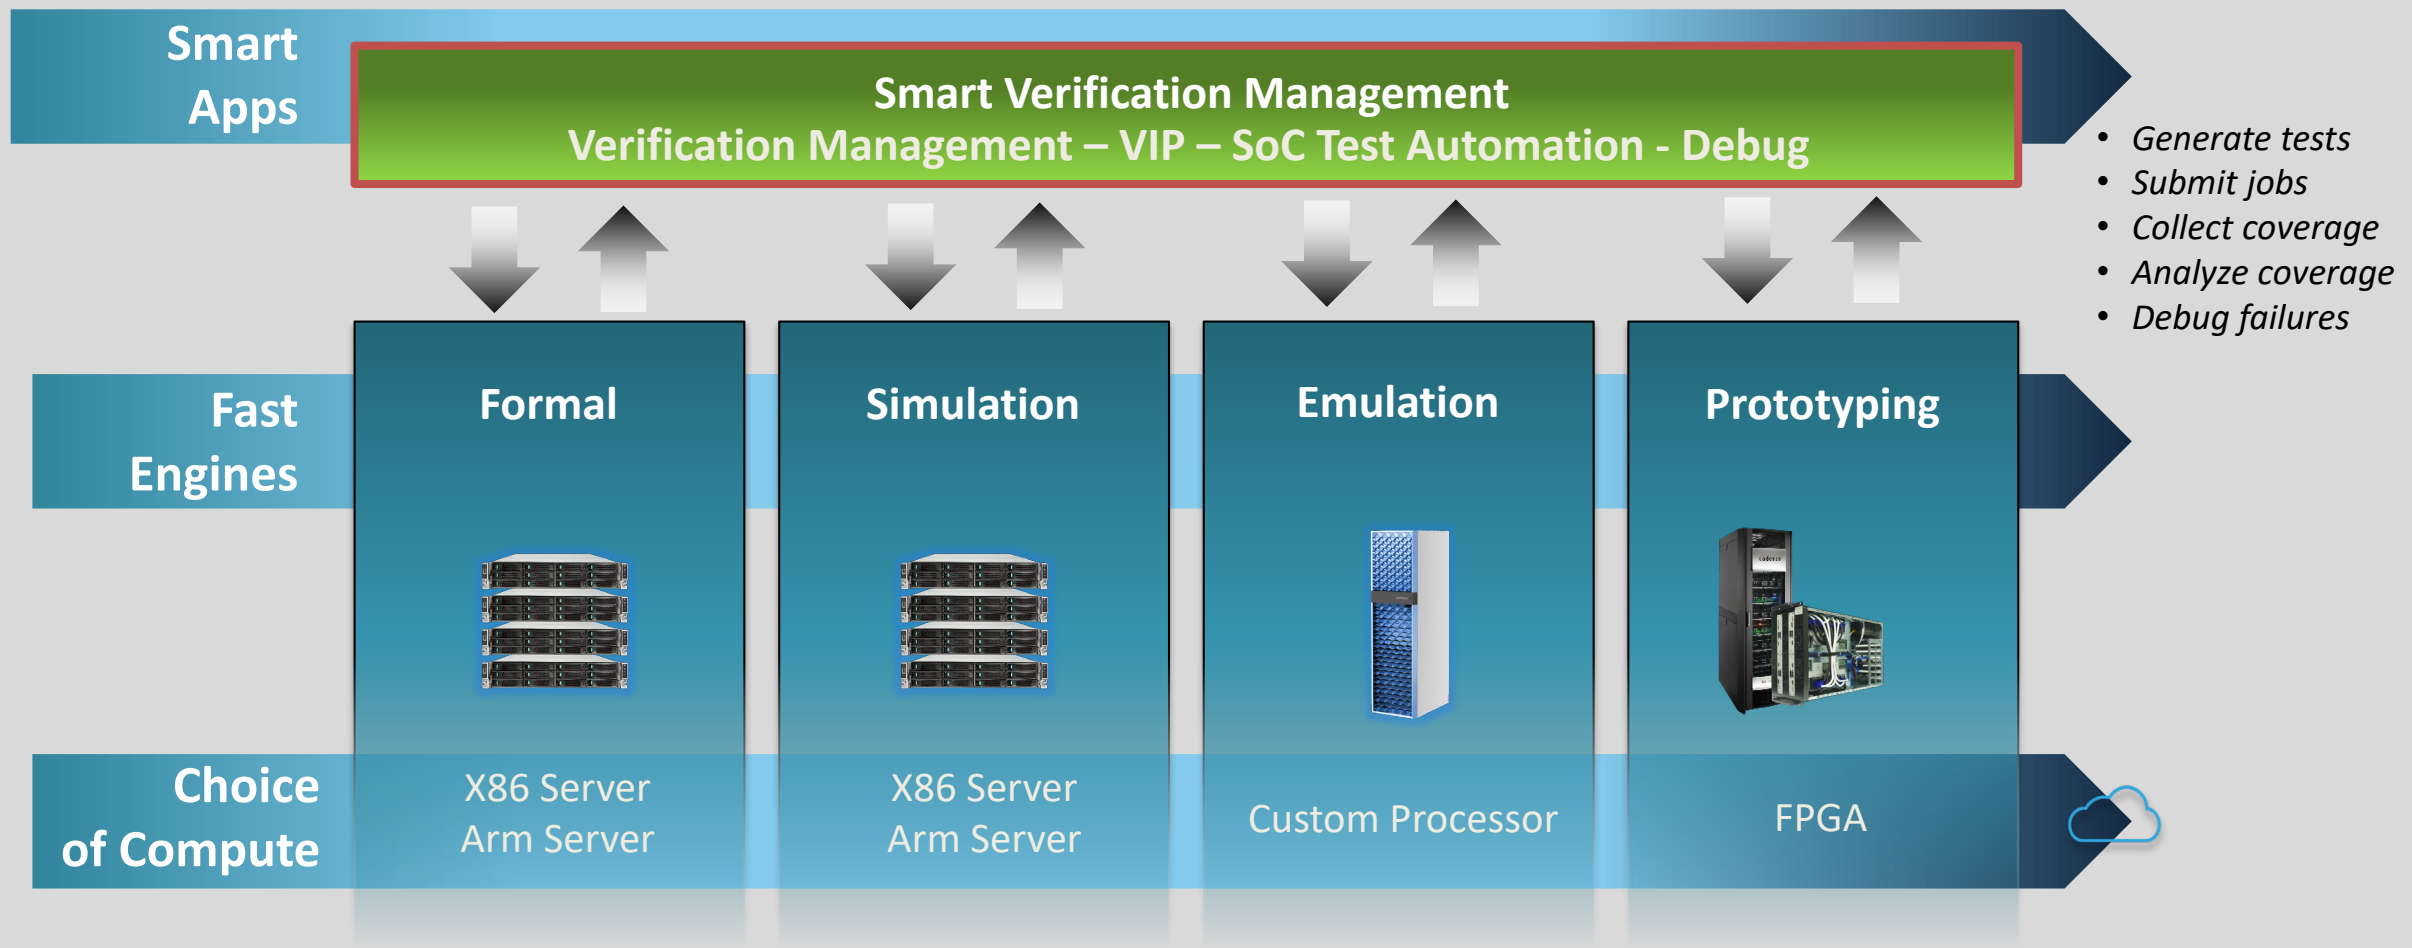 Smart
Apps
Smart Verification Management
Verification Management – VIP – SoC Test Automation - Debug
• Generate tests
• Submit jobs
• Collect coverage
• Analyze coverage
• Debug failures
Fast
Engines
Formal
Simulation
Emulation
Prototyping
cadence
Choice
of Compute
X86 Server
Arm Server
X86 Server
Arm Server
Custom Processor
FPGA